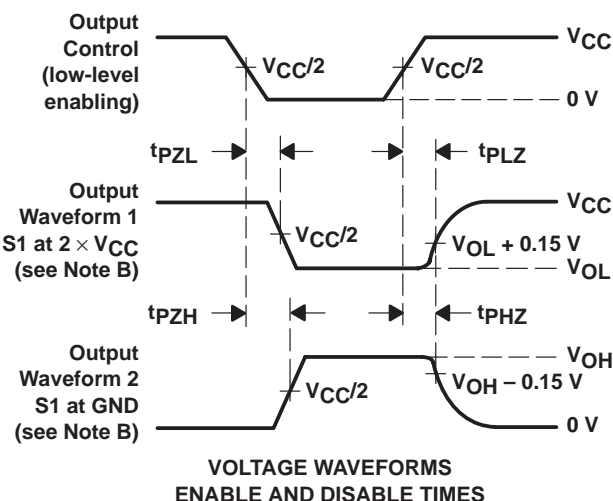 Output
Control
(low-level
enabling)
VCC/2
VCC/2
VCC
0 V
tPZL
tPLZ
Output
Waveform 1
S1 at 2 × VCC
(see Note B)
VCC/2
VCC
VOL + 0.15 V
VOL
tPZH
tPHZ
Output
Waveform 2
S1 at GND
(see Note B)
VCC/2
VOH
VOH – 0.15 V
0 V
VOLTAGE WAVEFORMS
ENABLE AND DISABLE TIMES